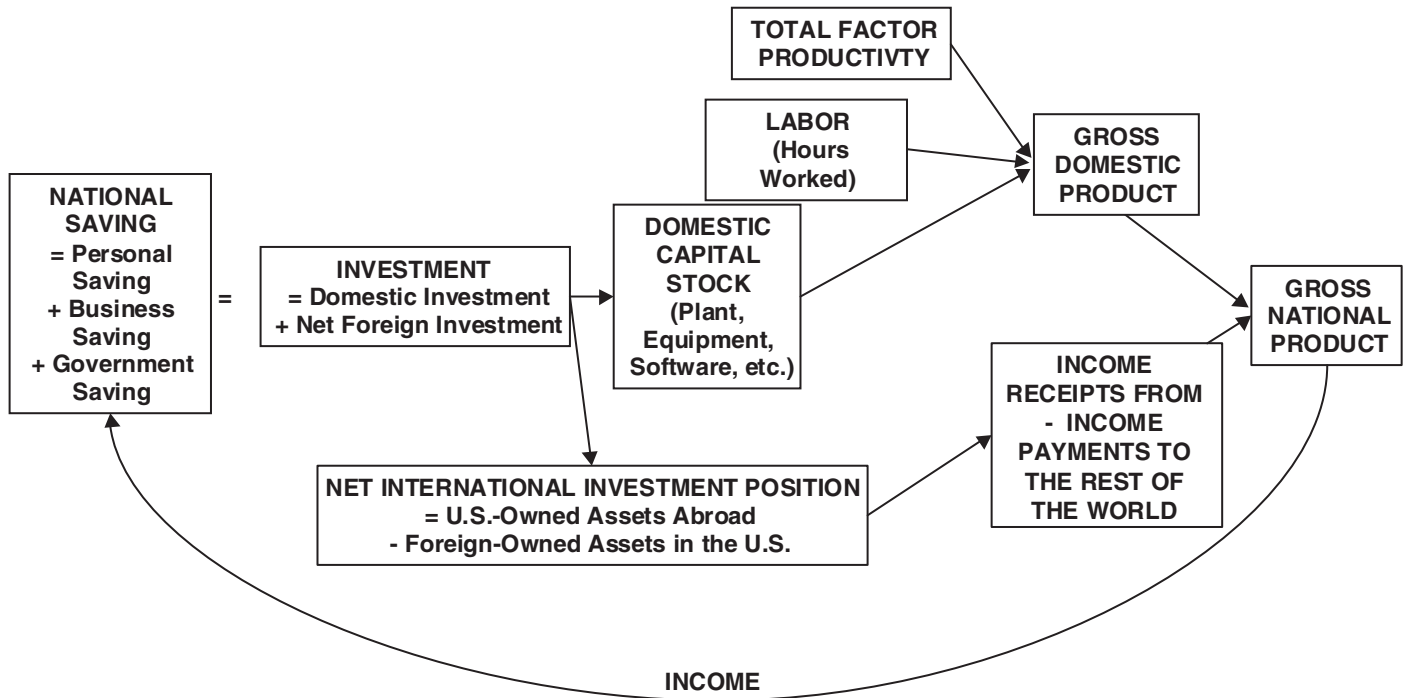 TOTAL FACTOR
PRODUCTIVTY
LABOR
(Hours
Worked)
GROSS
DOMESTIC
PRODUCT
NATIONAL
SAVING
= Personal
Saving
+ Business
Saving
+ Government
Saving
=
INVESTMENT
= Domestic Investment
+ Net Foreign Investment
DOMESTIC
CAPITAL
STOCK
(Plant,
Equipment,
Software, etc.)
GROSS
NATIONAL
PRODUCT
INCOME
RECEIPTS FROM
- INCOME
PAYMENTS TO
THE REST OF
THE WORLD
NET INTERNATIONAL INVESTMENT POSITION
= U.S.-Owned Assets Abroad
- Foreign-Owned Assets in the U.S.
INCOME